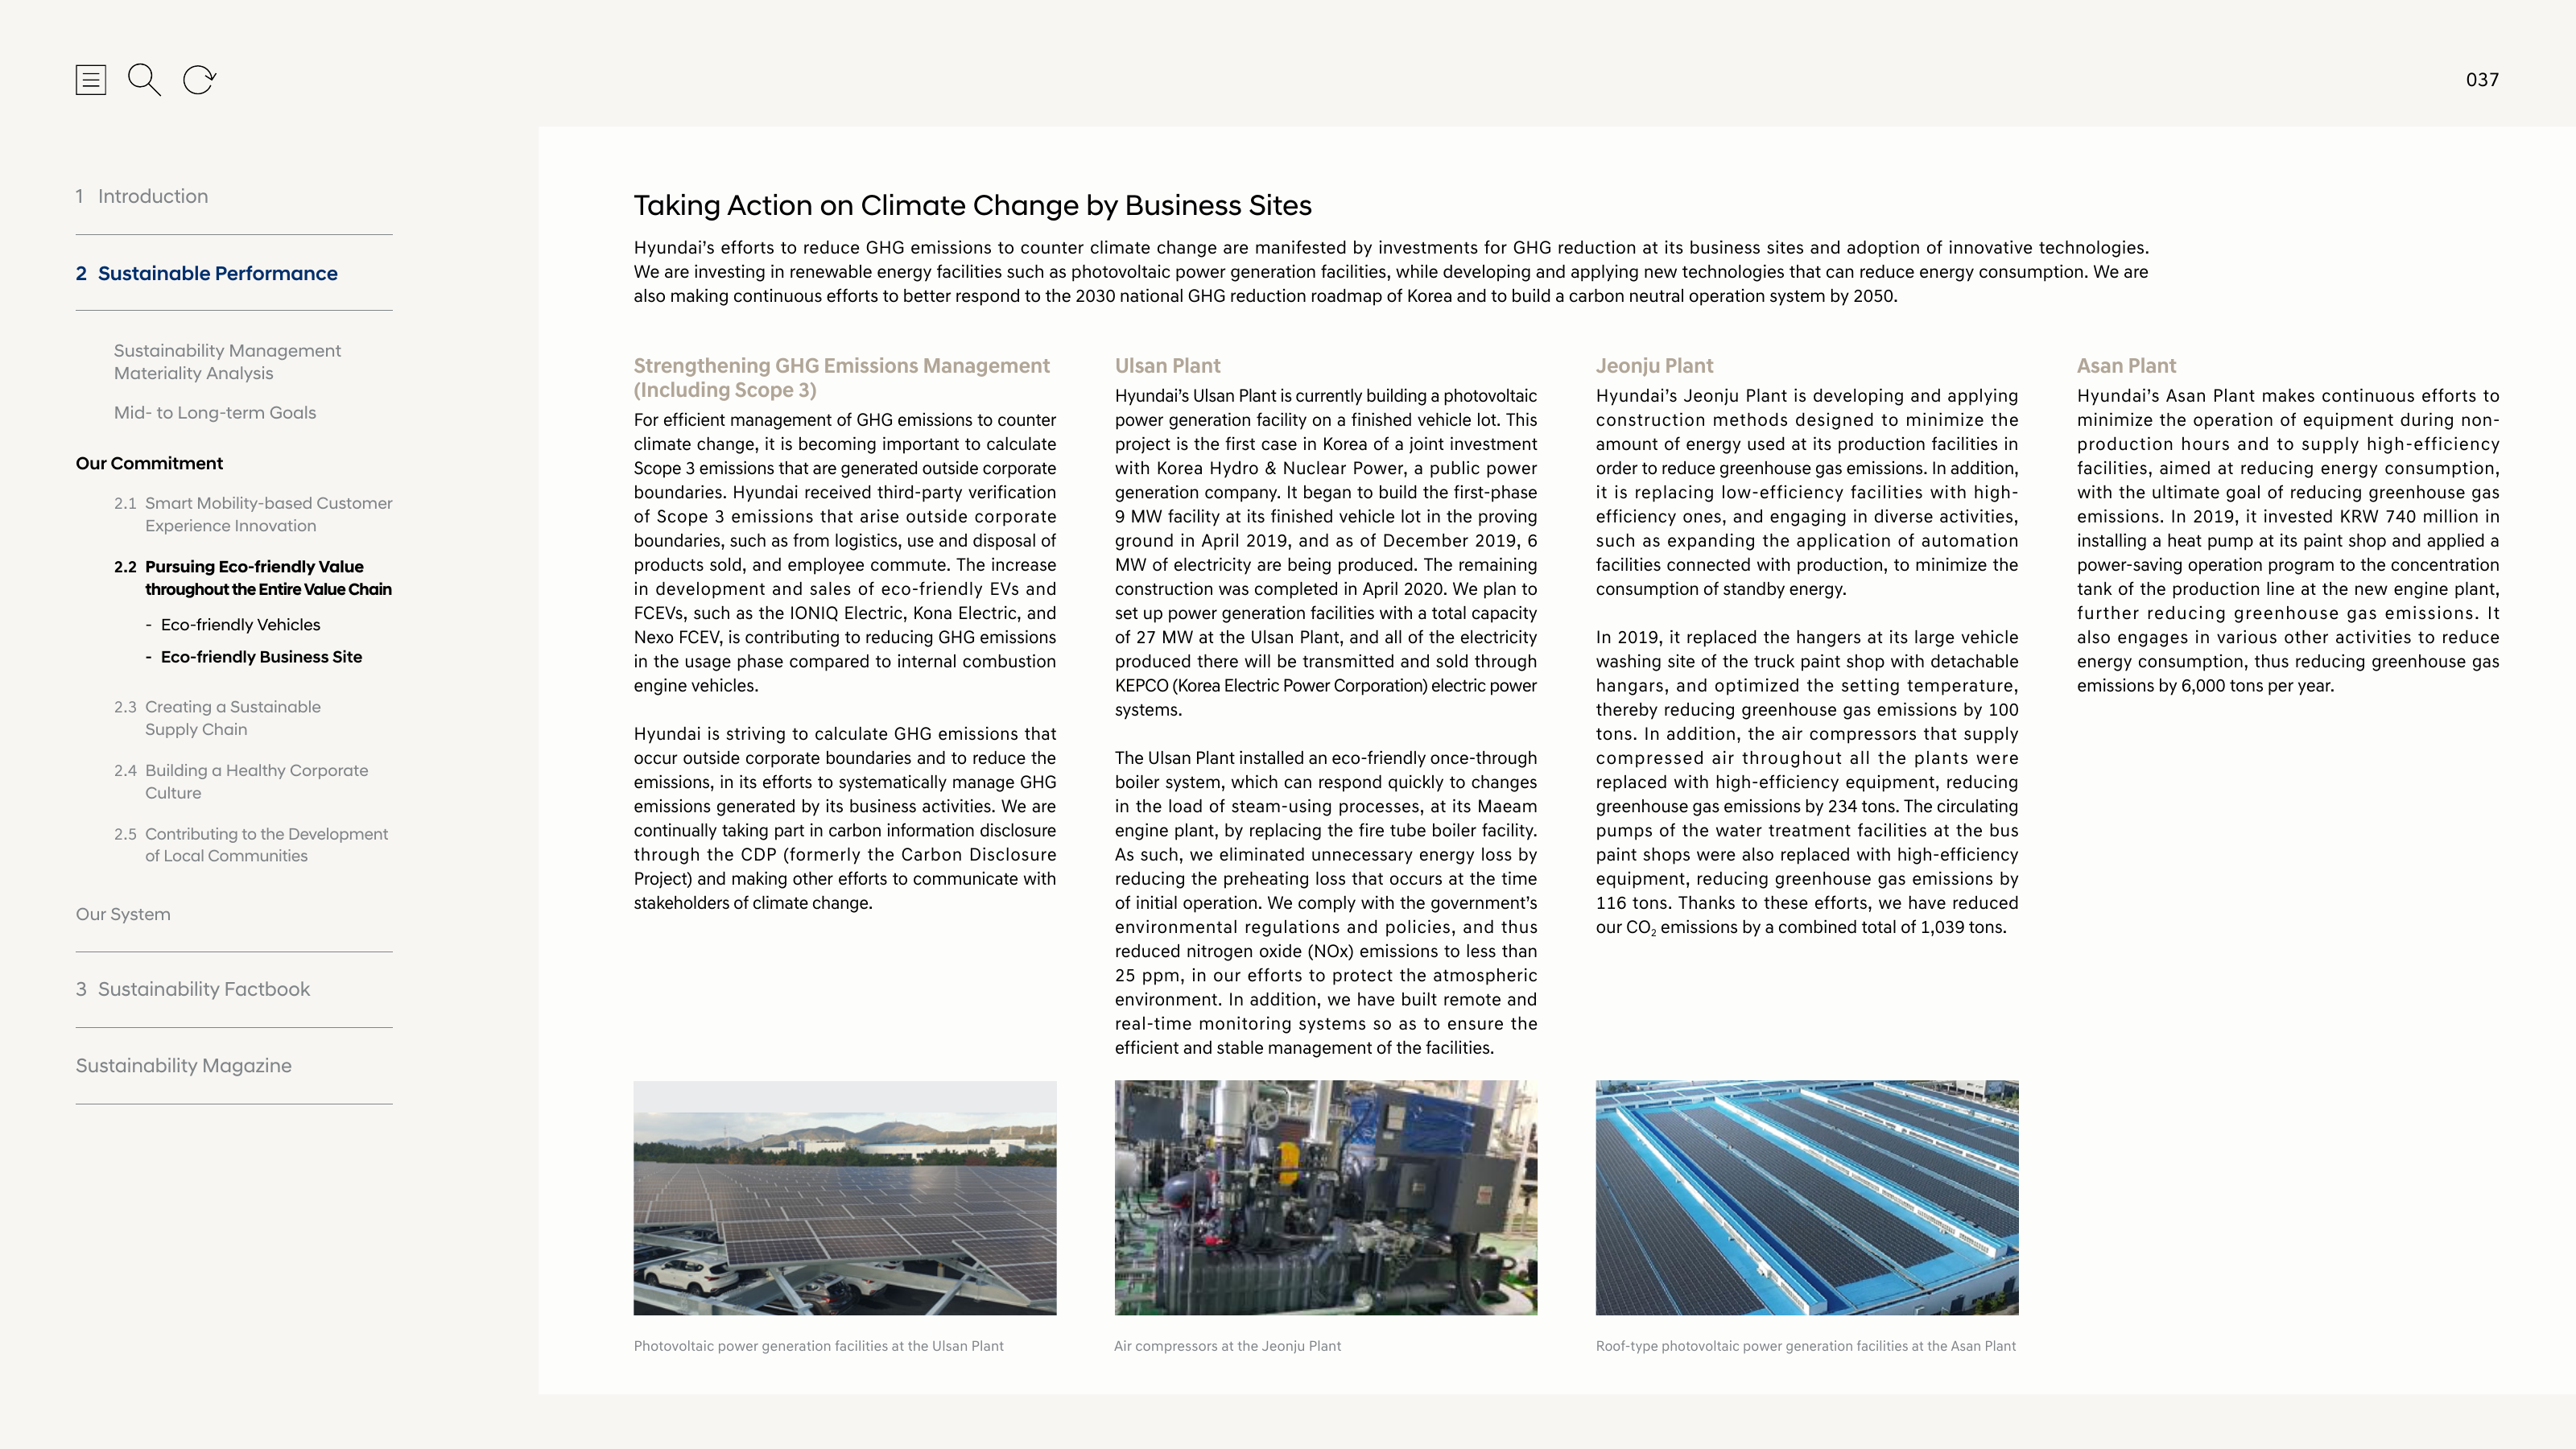 037
1 Introduction
2 Sustainable Performance
Sustainability Management
Materiality Analysis
Mid- to Long-term Goals
Our Commitment
2.1 Smart Mobility-based Customer
Experience Innovation
2.2 Pursuing Eco-friendly Value
throughout the Entire Value Chain
- Eco-friendly Vehicles
- Eco-friendly Business Site
2.3 Creating a Sustainable
Supply Chain
2.4 Building a Healthy Corporate
Culture
2.5 Contributing to the Development
of Local Communities
Our System
3 Sustainability Factbook
Sustainability Magazine
Taking Action on Climate Change by Business Sites
Hyundai’s efforts to reduce GHG emissions to counter climate change are manifested by investments for GHG reduction at its business sites and adoption of innovative technologies.
We are investing in renewable energy facilities such as photovoltaic power generation facilities, while developing and applying new technologies that can reduce energy consumption. We are
also making continuous efforts to better respond to the 2030 national GHG reduction roadmap of Korea and to build a carbon neutral operation system by 2050.
Strengthening GHG Emissions Management
(Including Scope 3)
For efficient management of GHG emissions to counter
climate change, it is becoming important to calculate
Scope 3 emissions that are generated outside corporate
boundaries. Hyundai received third-party verification
of Scope 3 emissions that arise outside corporate
boundaries, such as from logistics, use and disposal of
products sold, and employee commute. The increase
in development and sales of eco-friendly EVs and
FCEVs, such as the IONIQ Electric, Kona Electric, and
Nexo FCEV, is contributing to reducing GHG emissions
in the usage phase compared to internal combustion
engine vehicles.
Hyundai is striving to calculate GHG emissions that
occur outside corporate boundaries and to reduce the
emissions, in its efforts to systematically manage GHG
emissions generated by its business activities. We are
continually taking part in carbon information disclosure
through the CDP (formerly the Carbon Disclosure
Project) and making other efforts to communicate with
stakeholders of climate change.
Ulsan Plant
Hyundai’s Ulsan Plant is currently building a photovoltaic
power generation facility on a finished vehicle lot. This
project is the first case in Korea of a joint investment
with Korea Hydro & Nuclear Power, a public power
generation company. It began to build the first-phase
9 MW facility at its finished vehicle lot in the proving
ground in April 2019, and as of December 2019, 6
MW of electricity are being produced. The remaining
construction was completed in April 2020. We plan to
set up power generation facilities with a total capacity
of 27 MW at the Ulsan Plant, and all of the electricity
produced there will be transmitted and sold through
KEPCO (Korea Electric Power Corporation) electric power
systems.
The Ulsan Plant installed an eco-friendly once-through
boiler system, which can respond quickly to changes
in the load of steam-using processes, at its Maeam
engine plant, by replacing the fire tube boiler facility.
As such, we eliminated unnecessary energy loss by
reducing the preheating loss that occurs at the time
of initial operation. We comply with the government’s
environmental regulations and policies, and thus
reduced nitrogen oxide (NOx) emissions to less than
25 ppm, in our efforts to protect the atmospheric
environment. In addition, we have built remote and
real-time monitoring systems so as to ensure the
efficient and stable management of the facilities.
Jeonju Plant
Hyundai’s Jeonju Plant is developing and applying
construction methods designed to minimize the
amount of energy used at its production facilities in
order to reduce greenhouse gas emissions. In addition,
it is replacing low-efficiency facilities with high-
efficiency ones, and engaging in diverse activities,
such as expanding the application of automation
facilities connected with production, to minimize the
consumption of standby energy.
In 2019, it replaced the hangers at its large vehicle
washing site of the truck paint shop with detachable
hangars, and optimized the setting temperature,
thereby reducing greenhouse gas emissions by 100
tons. In addition, the air compressors that supply
compressed air throughout all the plants were
replaced with high-efficiency equipment, reducing
greenhouse gas emissions by 234 tons. The circulating
pumps of the water treatment facilities at the bus
paint shops were also replaced with high-efficiency
equipment, reducing greenhouse gas emissions by
116 tons. Thanks to these efforts, we have reduced
our CO₂ emissions by a combined total of 1,039 tons.
Asan Plant
Hyundai’s Asan Plant makes continuous efforts to
minimize the operation of equipment during non-
production hours and to supply high-efficiency
facilities, aimed at reducing energy consumption,
with the ultimate goal of reducing greenhouse gas
emissions. In 2019, it invested KRW 740 million in
installing a heat pump at its paint shop and applied a
power-saving operation program to the concentration
tank of the production line at the new engine plant,
further reducing greenhouse gas emissions. It
also engages in various other activities to reduce
energy consumption, thus reducing greenhouse gas
emissions by 6,000 tons per year.
Photovoltaic power generation facilities at the Ulsan Plant
Air compressors at the Jeonju Plant
Roof-type photovoltaic power generation facilities at the Asan Plant